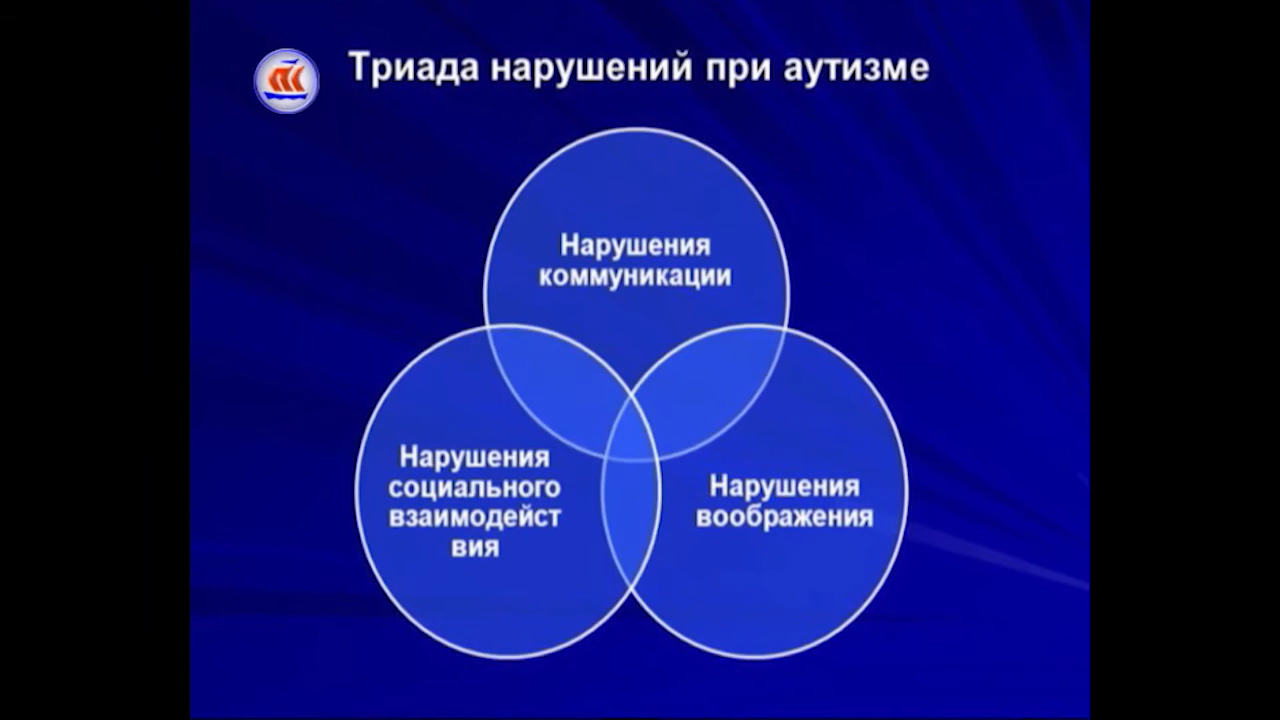 Триада нарушений при аутизме
Нарушения
коммуникации
Нарушения
социального
взаимодейст
вия
Нарушения
воображения